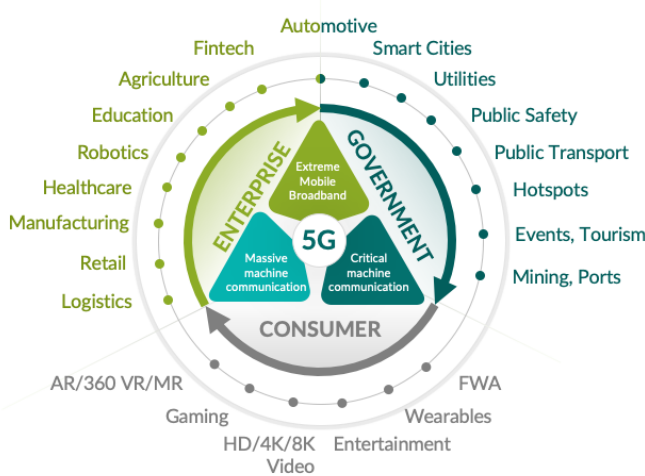 Automotive
Fintech
Smart Cities
Agriculture
Utilities
Education
Public Safety
Robotics
Public Transport
Healthcare
Hotspots
Manufacturing
Events, Tourism
Retail
Mining, Ports
Logistics
ENTERPRISE
GOVERNMENT
CONSUMER
Extreme
Mobile
Broadband
5G
Massive
machine
communication
Critical
machine
communication
AR/360 VR/MR
FWA
Gaming
Wearables
HD/4K/8K
Video
Entertainment